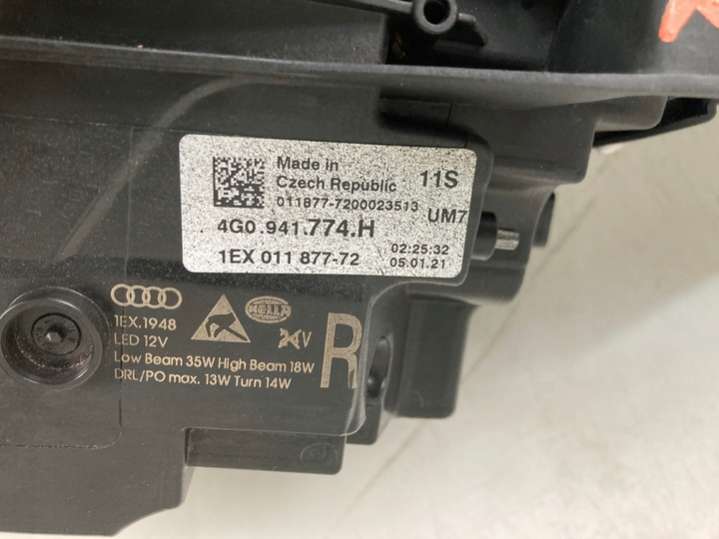 Made in
Czech Republic
11S
011877-7200023513
UM7
4G0.941.774.H
1EX 011 877-72
02:25:32
05.01.21
1EX.1948
LED 12V
HELLA
Low Beam 35W High Beam 18W
DRL/PO max. 13W Turn 14W
R